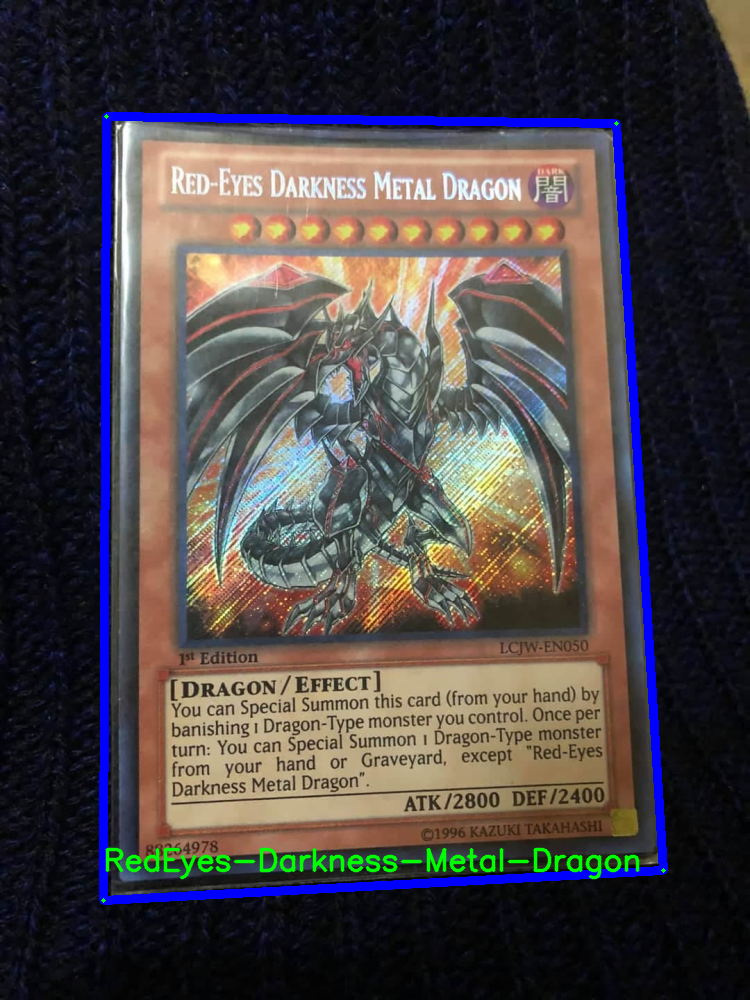 RED-EYES DARKNESS METAL DRAGON
DARK
闇
1st Edition
LCJW-EN050
[DRAGON/EFFECT]
You can Special Summon this card (from your hand) by
banishing 1 Dragon-Type monster you control. Once per
turn: You can Special Summon 1 Dragon-Type monster
from your hand or Graveyard, except "Red-Eyes
Darkness Metal Dragon".
ATK/2800 DEF/2400
©1996 KAZUKI TAKAHASHI
RedEyes-Darkness-Metal-Dragon